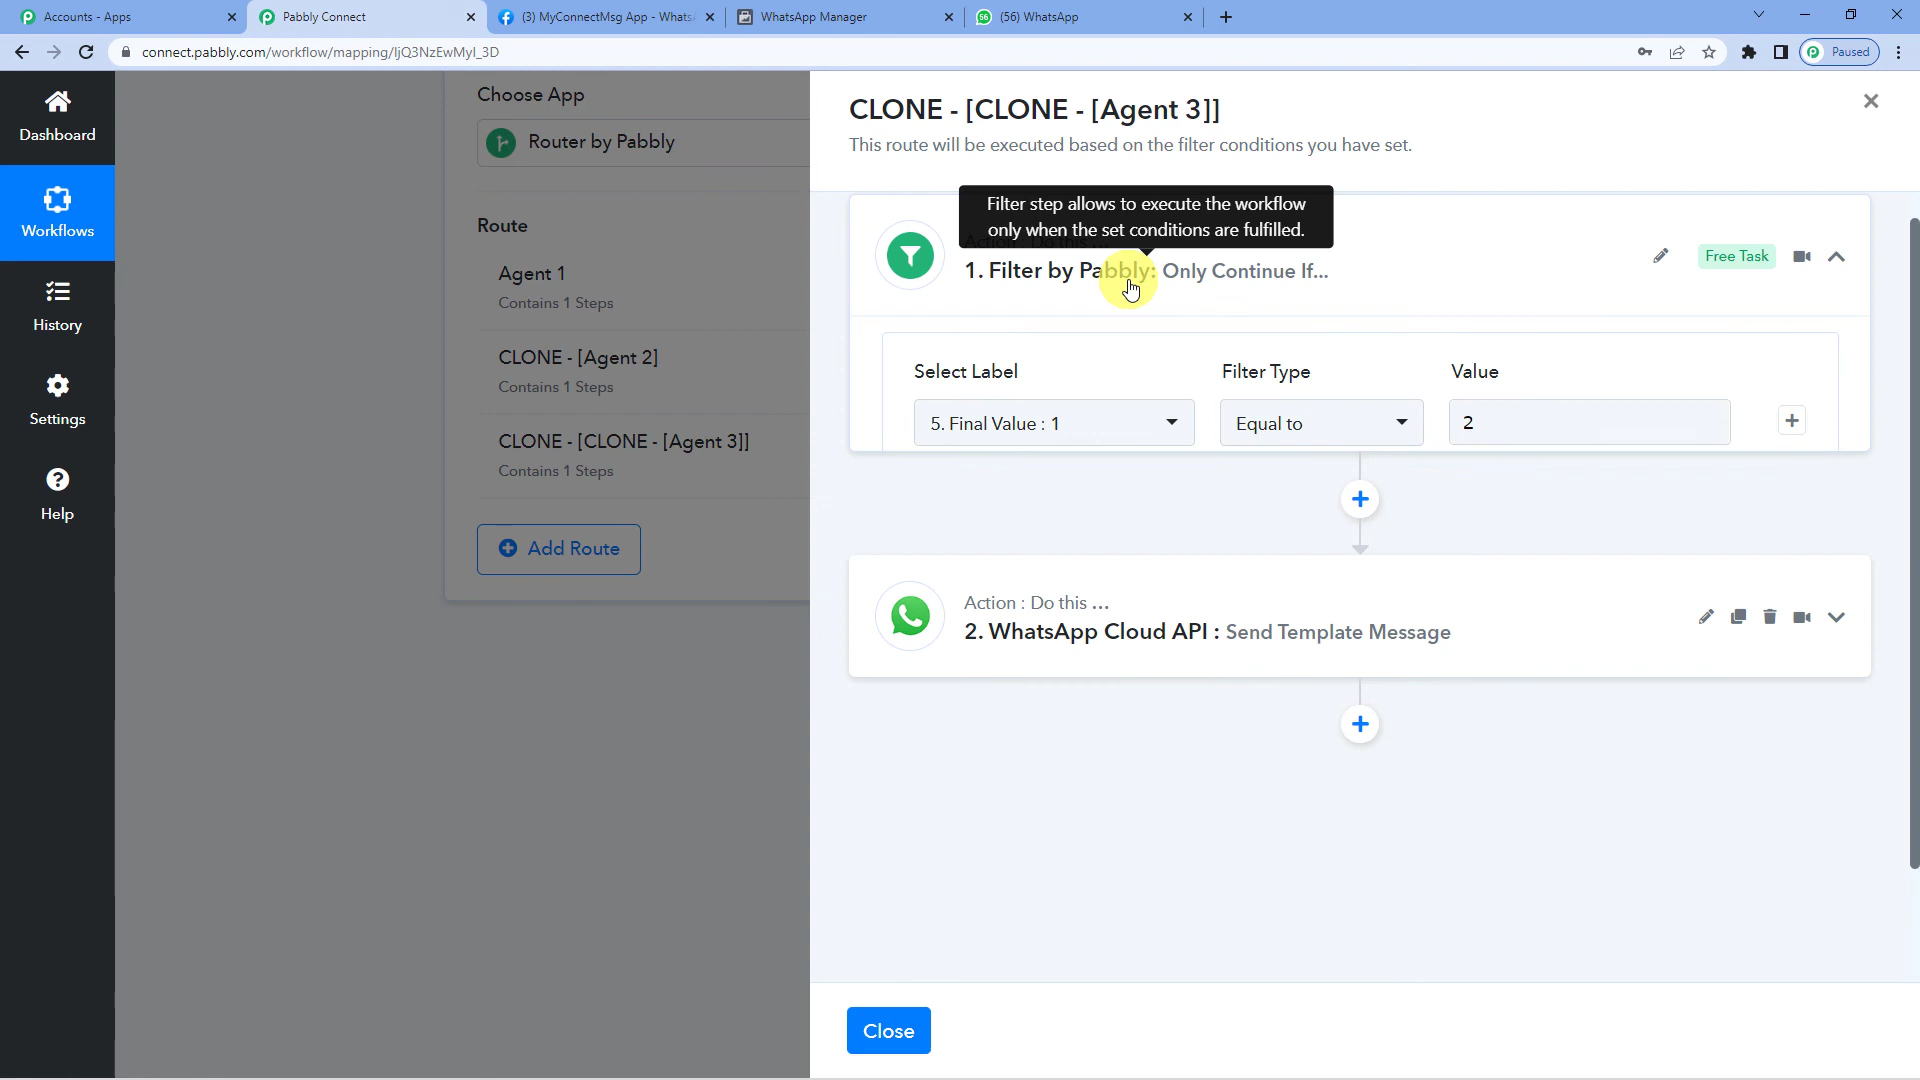 Accounts - Apps
Pabbly Connect
(3) MyConnectMsg App - Whats
WhatsApp Manager
(56) WhatsApp
connect.pabbly.com/workflow/mapping/IjQ3NzEwMyI_3D
Paused
Dashboard
Workflows
History
Settings
Help
Choose App
Router by Pabbly
Route
Agent 1
Contains 1 Steps
CLONE - [Agent 2]
Contains 1 Steps
CLONE - [CLONE - [Agent 3]]
Contains 1 Steps
Add Route
CLONE - [CLONE - [Agent 3]]
This route will be executed based on the filter conditions you have set.
Filter step allows to execute the workflow
only when the set conditions are fulfilled.
Action : Do this ...
1. Filter by Pabbly: Only Continue If...
Free Task
Select Label
Filter Type
Value
5. Final Value : 1
Equal to
2
Action : Do this ...
2. WhatsApp Cloud API : Send Template Message
Close